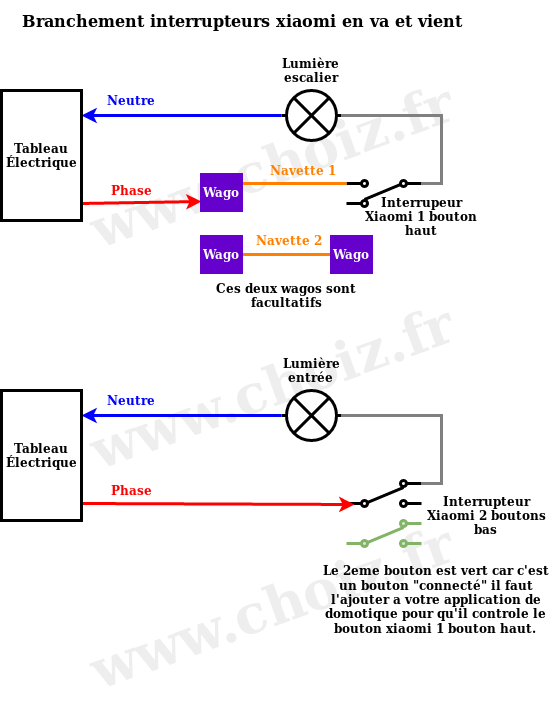 Branchement interrupteurs xiaomi en va et vient
Lumière
escalier
Neutre
Tableau
Électrique
Navette 1
Phase
Wago
Interrupeur
Xiaomi 1 bouton
haut
Navette 2
Wago
Wago
Ces deux wagos sont
facultatifs
www.choiz.fr
Lumière
entrée
Neutre
Tableau
Électrique
Phase
Interrupteur
Xiaomi 2 boutons
bas
www.choiz.fr
Le 2eme bouton est vert car c'est
un bouton "connecté" il faut
l'ajouter a votre application de
domotique pour qu'il controle le
bouton xiaomi 1 bouton haut.
www.choiz.fr